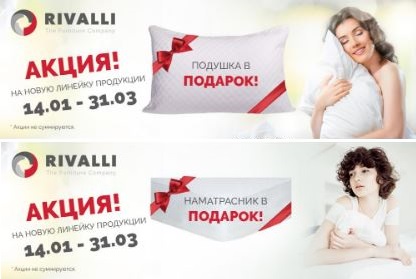 RIVALLI
The Furniture Company
АКЦИЯ!
НА НОВУЮ ЛИНЕЙКУ ПРОДУКЦИИ
14.01 - 31.03
* Акции не суммируются.
ПОДУШКА В
ПОДАРОК!
RIVALLI
The Furniture Company
АКЦИЯ!
НА НОВУЮ ЛИНЕЙКУ ПРОДУКЦИИ
14.01 - 31.03
* Акции не суммируются.
НАМАТРАСНИК В
ПОДАРОК!